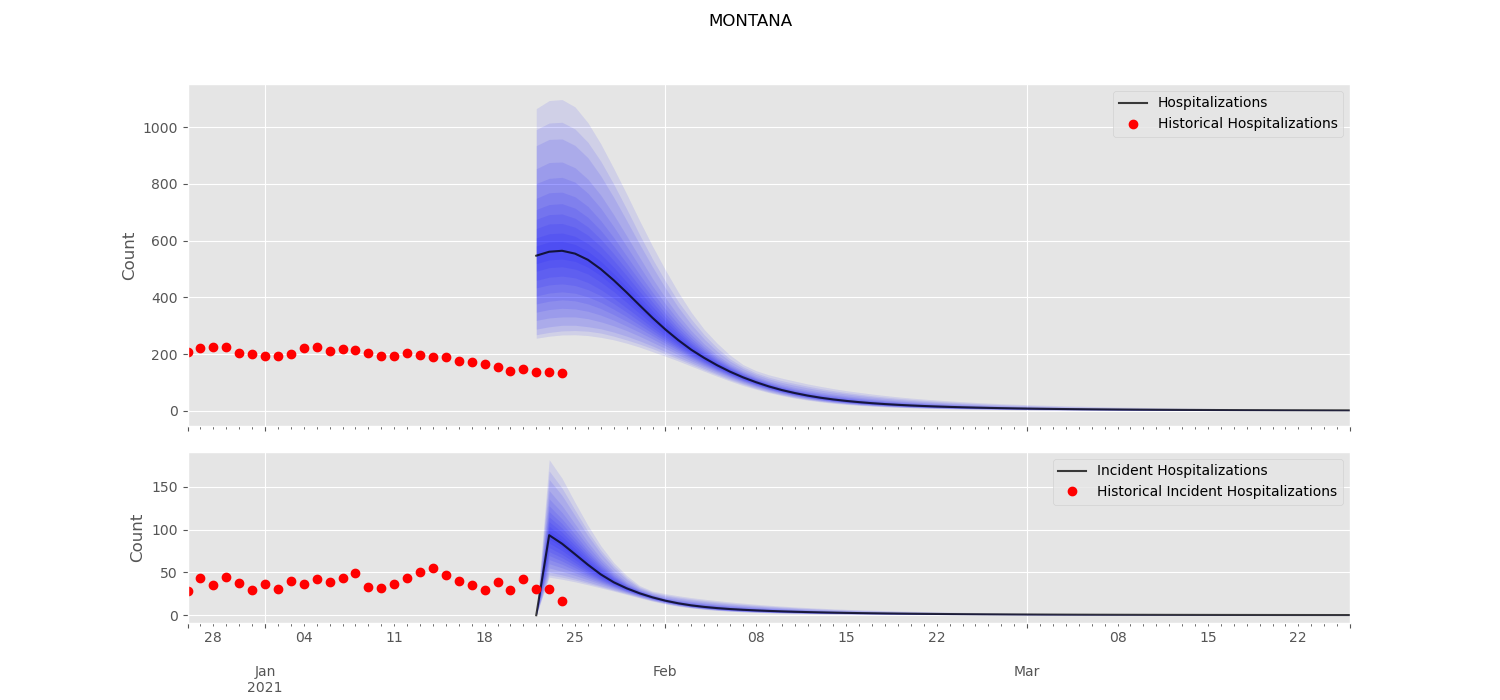 MONTANA
Hospitalizations
Historical Hospitalizations
1000
800
600
400
200
0
Count
Incident Hospitalizations
Historical Incident Hospitalizations
150
100
50
0
Count
28 04 11 18 25 08 15 22 08 15 22
Jan Feb Mar
2021